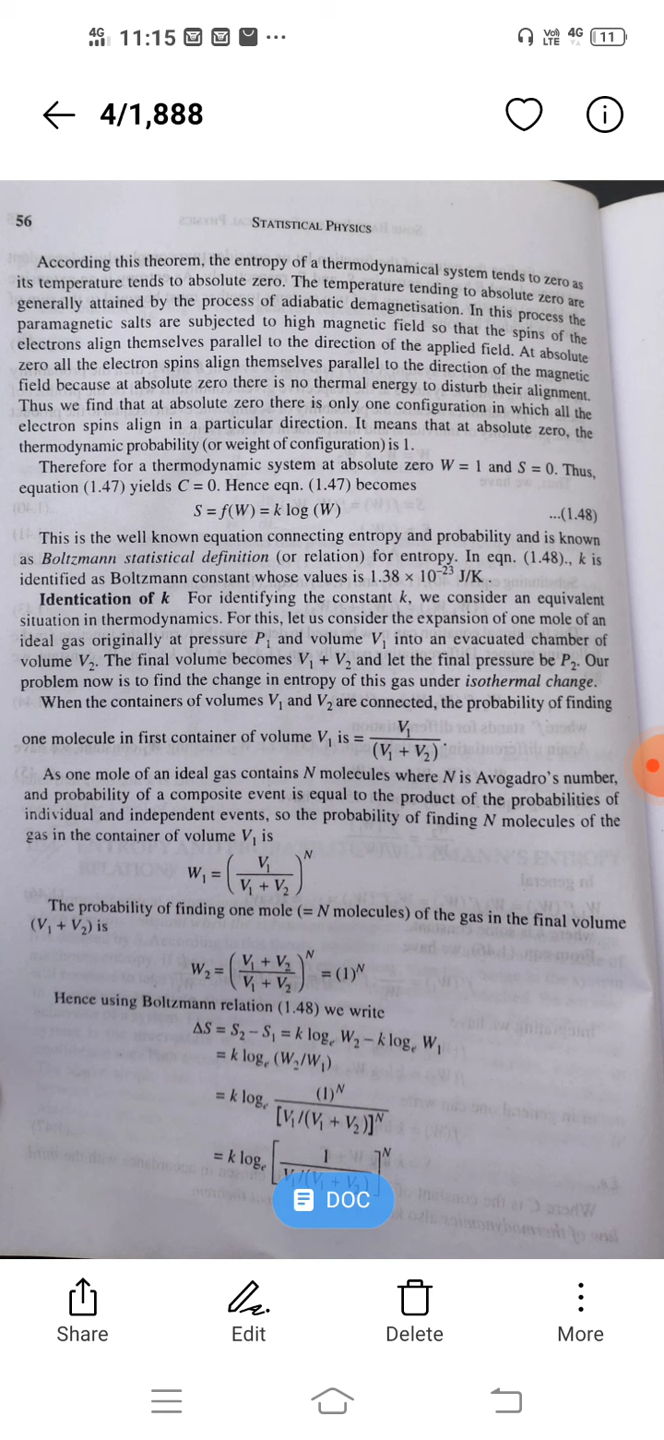 4G 11:15 ...
VoI) LTE 4G 11
4/1,888
56
STATISTICAL PHYSICS
According this theorem, the entropy of a thermodynamical system tends to zero as
its temperature tends to absolute zero. The temperature tending to absolute zero are
generally attained by the process of adiabatic demagnetisation. In this process the
paramagnetic salts are subjected to high magnetic field so that the spins of the
electrons align themselves parallel to the direction of the applied field. At absolute
zero all the electron spins align themselves parallel to the direction of the magnetic
field because at absolute zero there is no thermal energy to disturb their alignment.
Thus we find that at absolute zero there is only one configuration in which all the
electron spins align in a particular direction. It means that at absolute zero, the
thermodynamic probability (or weight of configuration) is 1.
Therefore for a thermodynamic system at absolute zero W = 1 and S = 0. Thus,
equation (1.47) yields C = 0. Hence eqn. (1.47) becomes
S = f(W) = k log (W) ...(1.48)
This is the well known equation connecting entropy and probability and is known
as Boltzmann statistical definition (or relation) for entropy. In eqn. (1.48)., k is
identified as Boltzmann constant whose values is 1.38 × 10⁻²³ J/K .
Identication of k For identifying the constant k, we consider an equivalent
situation in thermodynamics. For this, let us consider the expansion of one mole of an
ideal gas originally at pressure P₁ and volume V₁ into an evacuated chamber of
volume V₂. The final volume becomes V₁ + V₂ and let the final pressure be P₂. Our
problem now is to find the change in entropy of this gas under isothermal change.
When the containers of volumes V₁ and V₂ are connected, the probability of finding
one molecule in first container of volume V₁ is = V₁/(V₁ + V₂).
As one mole of an ideal gas contains N molecules where N is Avogadro's number,
and probability of a composite event is equal to the product of the probabilities of
individual and independent events, so the probability of finding N molecules of the
gas in the container of volume V₁ is
W₁ = (V₁/(V₁ + V₂))^N
The probability of finding one mole (= N molecules) of the gas in the final volume
(V₁ + V₂) is
W₂ = ((V₁ + V₂)/(V₁ + V₂))^N = (1)^N
Hence using Boltzmann relation (1.48) we write
ΔS = S₂ – S₁ = k logₑ W₂ – k logₑ W₁
= k logₑ (W₂/W₁)
= k logₑ (1)^N/[V₁/(V₁ + V₂)]^N
= k logₑ [1/V₁/(V₁ + V₂)]^N
DOC
Share Edit Delete More